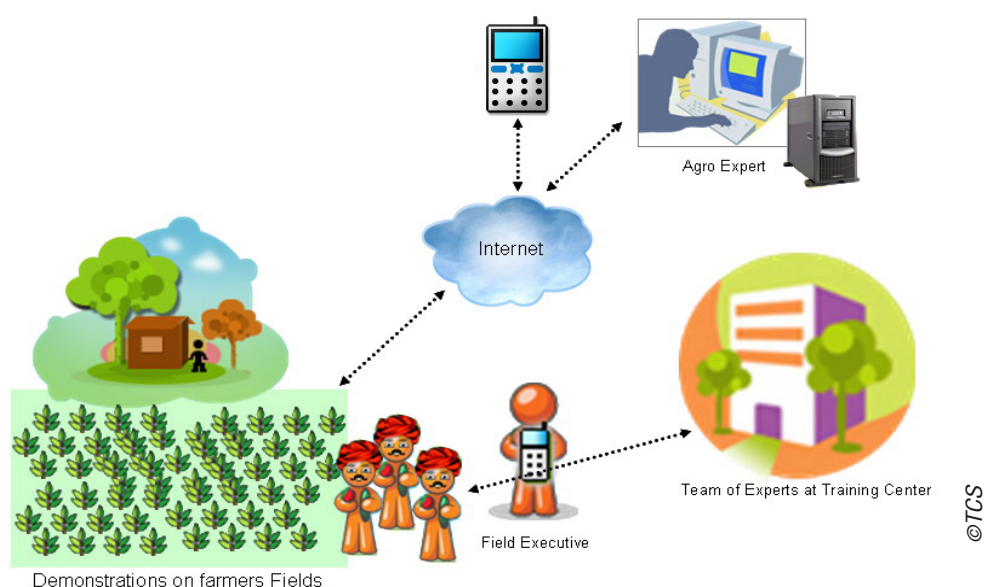 Agro Expert
Internet
Team of Experts at Training Center
Field Executive
Demonstrations on farmers Fields
©TCS